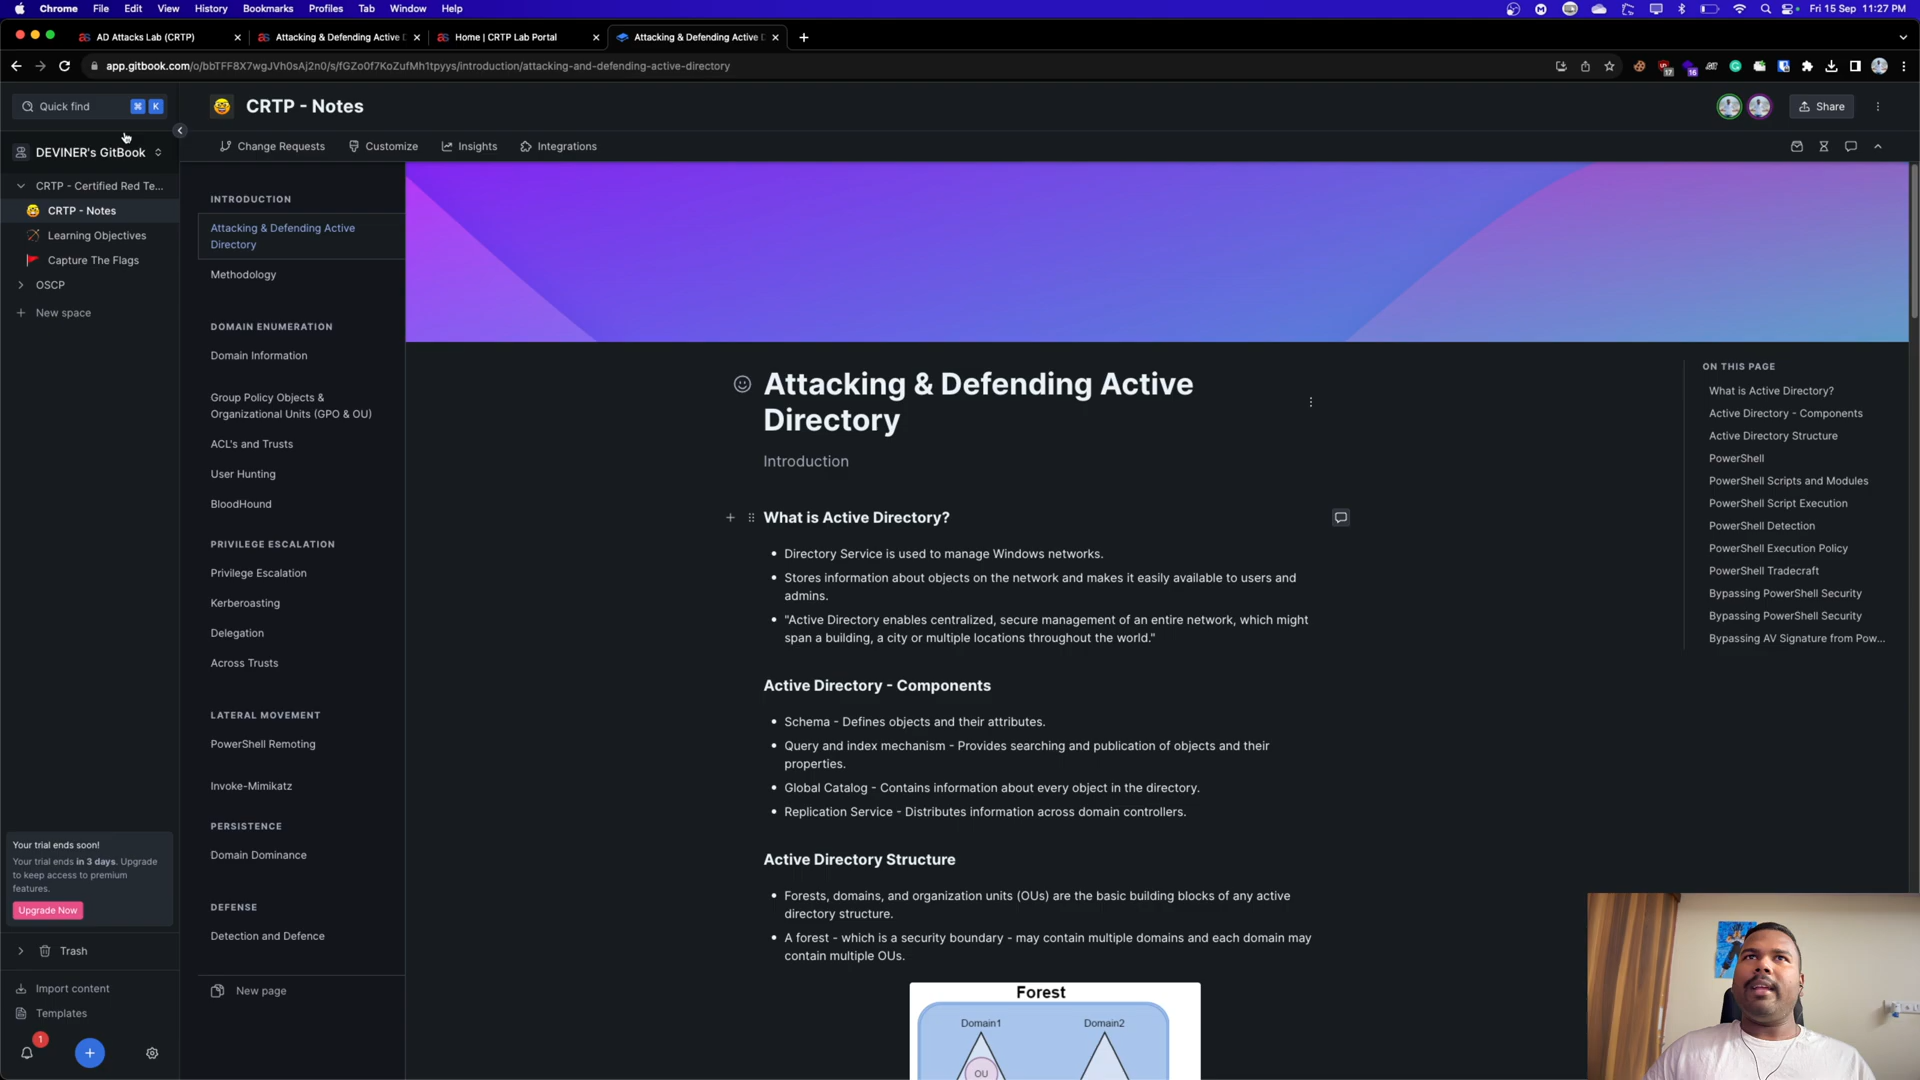 Chrome File Edit View History Bookmarks Profiles Tab Window Help
Fri 15 Sep 11:27 PM
AD Attacks Lab (CRTP)
Attacking & Defending Active D
Home | CRTP Lab Portal
Attacking & Defending Active D
app.gitbook.com/o/bbTFF8X7wgJVh0sAj2n0/s/fGZo0f7KoZufMh1tpyys/introduction/attacking-and-defending-active-directory
17
16
Quick find
K
CRTP - Notes
Share
DEVINER's GitBook
Change Requests
Customize
Insights
Integrations
CRTP - Certified Red Te...
CRTP - Notes
Learning Objectives
Capture The Flags
OSCP
New space
INTRODUCTION
Attacking & Defending Active
Directory
Methodology
DOMAIN ENUMERATION
Domain Information
Group Policy Objects &
Organizational Units (GPO & OU)
ACL's and Trusts
User Hunting
BloodHound
PRIVILEGE ESCALATION
Privilege Escalation
Kerberoasting
Delegation
Across Trusts
LATERAL MOVEMENT
PowerShell Remoting
Invoke-Mimikatz
PERSISTENCE
Domain Dominance
DEFENSE
Detection and Defence
New page
Your trial ends soon!
Your trial ends in 3 days. Upgrade
to keep access to premium
features.
Upgrade Now
Trash
Import content
Templates
1
Attacking & Defending Active
Directory
Introduction
What is Active Directory?
Directory Service is used to manage Windows networks.
Stores information about objects on the network and makes it easily available to users and
admins.
"Active Directory enables centralized, secure management of an entire network, which might
span a building, a city or multiple locations throughout the world."
Active Directory - Components
Schema - Defines objects and their attributes.
Query and index mechanism - Provides searching and publication of objects and their
properties.
Global Catalog - Contains information about every object in the directory.
Replication Service - Distributes information across domain controllers.
Active Directory Structure
Forests, domains, and organization units (OUs) are the basic building blocks of any active
directory structure.
A forest - which is a security boundary - may contain multiple domains and each domain may
contain multiple OUs.
Forest
Domain1
Domain2
OU
ON THIS PAGE
What is Active Directory?
Active Directory - Components
Active Directory Structure
PowerShell
PowerShell Scripts and Modules
PowerShell Script Execution
PowerShell Detection
PowerShell Execution Policy
PowerShell Tradecraft
Bypassing PowerShell Security
Bypassing PowerShell Security
Bypassing AV Signature from Pow...